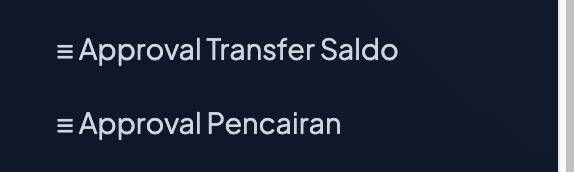 ≡ Approval Transfer Saldo
≡ Approval Pencairan